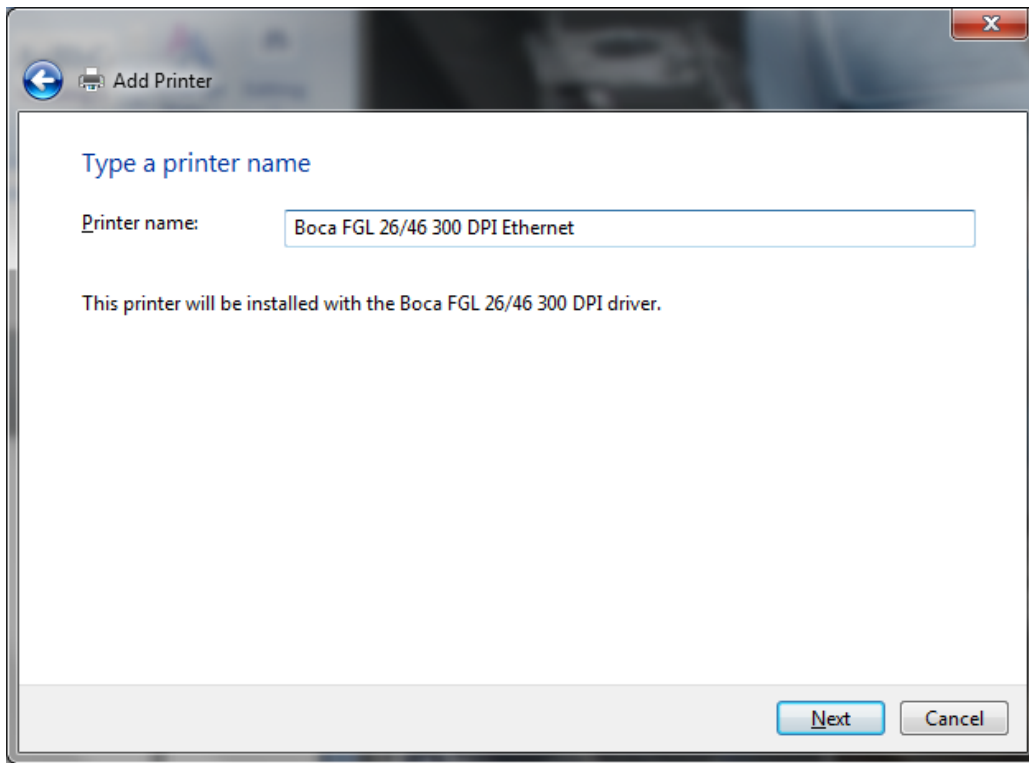 Add Printer
Type a printer name
Printer name: Boca FGL 26/46 300 DPI Ethernet
This printer will be installed with the Boca FGL 26/46 300 DPI driver.
Next Cancel